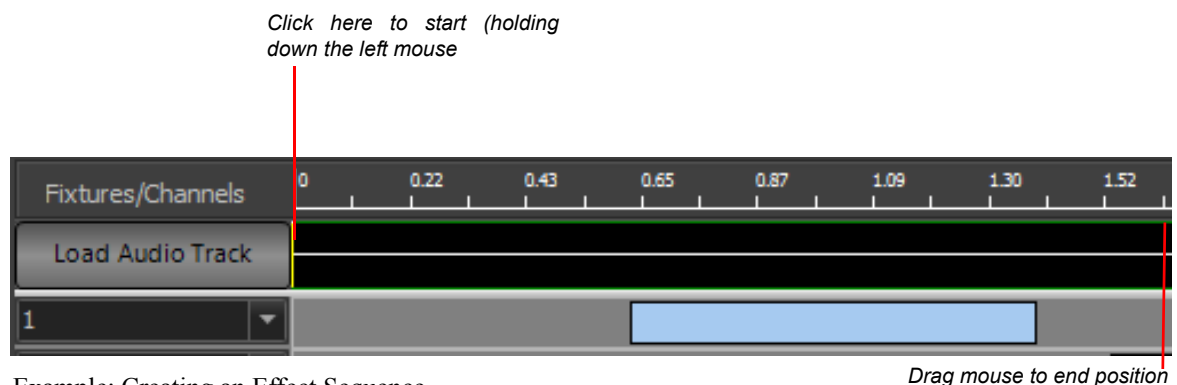 Click here to start (holding
down the left mouse
Fixtures/Channels 0 0.22 0.43 0.65 0.87 1.09 1.30 1.52
Load Audio Track
1
Drag mouse to end position
Example: Creating an Effect Sequence